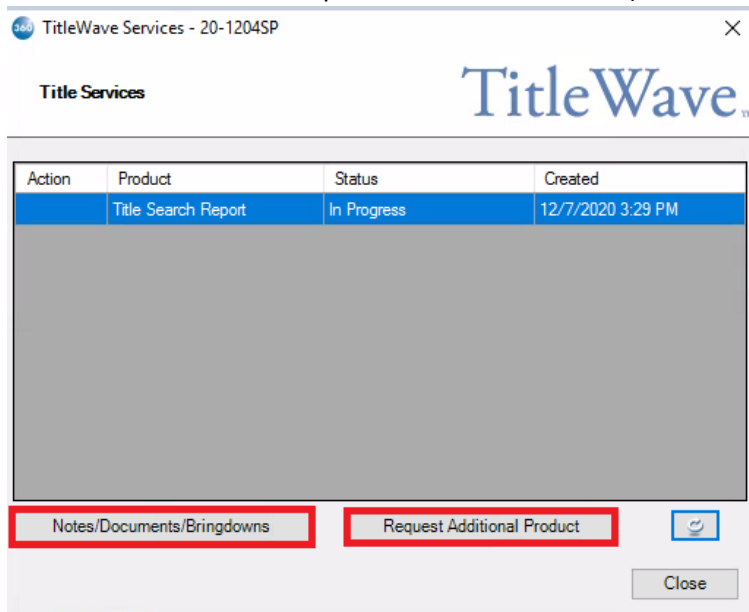 360 TitleWave Services - 20-1204SP
Title Services
TitleWave
Action Product Status Created
Title Search Report In Progress 12/7/2020 3:29 PM
Notes/Documents/Bringdowns Request Additional Product
Close